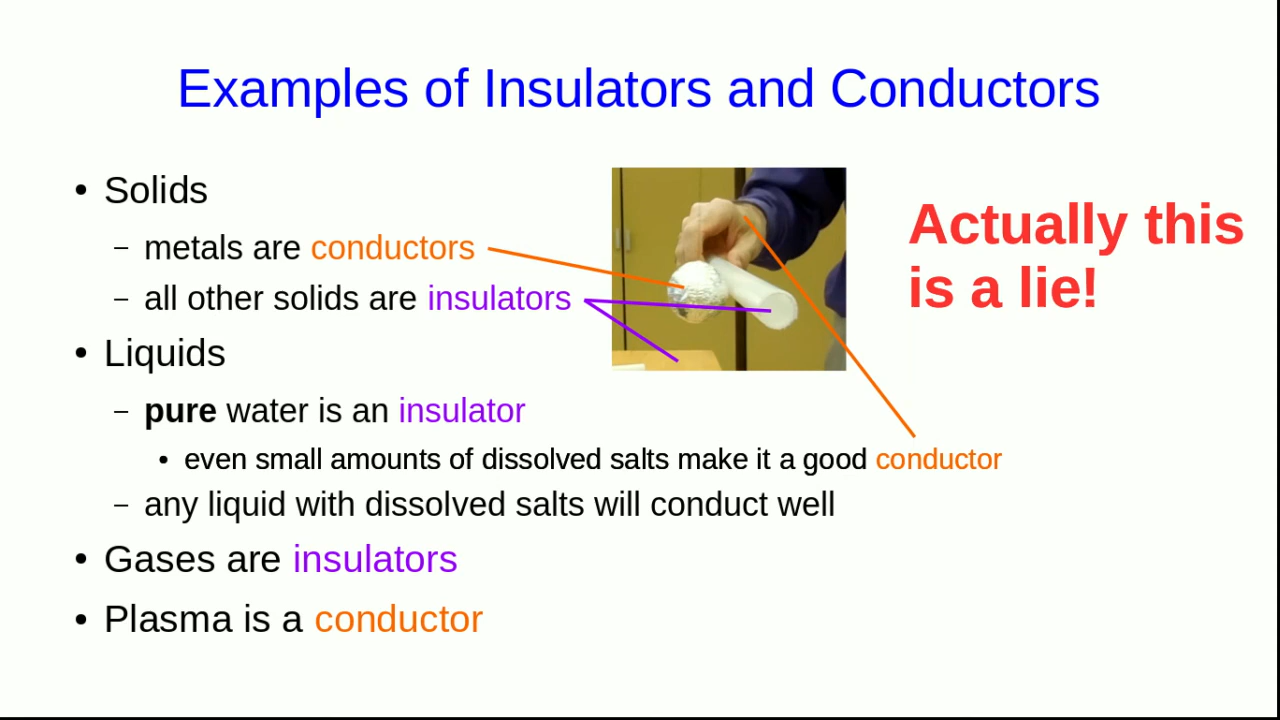 Examples of Insulators and Conductors
• Solids
– metals are conductors
– all other solids are insulators
Actually this
is a lie!
• Liquids
– pure water is an insulator
• even small amounts of dissolved salts make it a good conductor
– any liquid with dissolved salts will conduct well
• Gases are insulators
• Plasma is a conductor